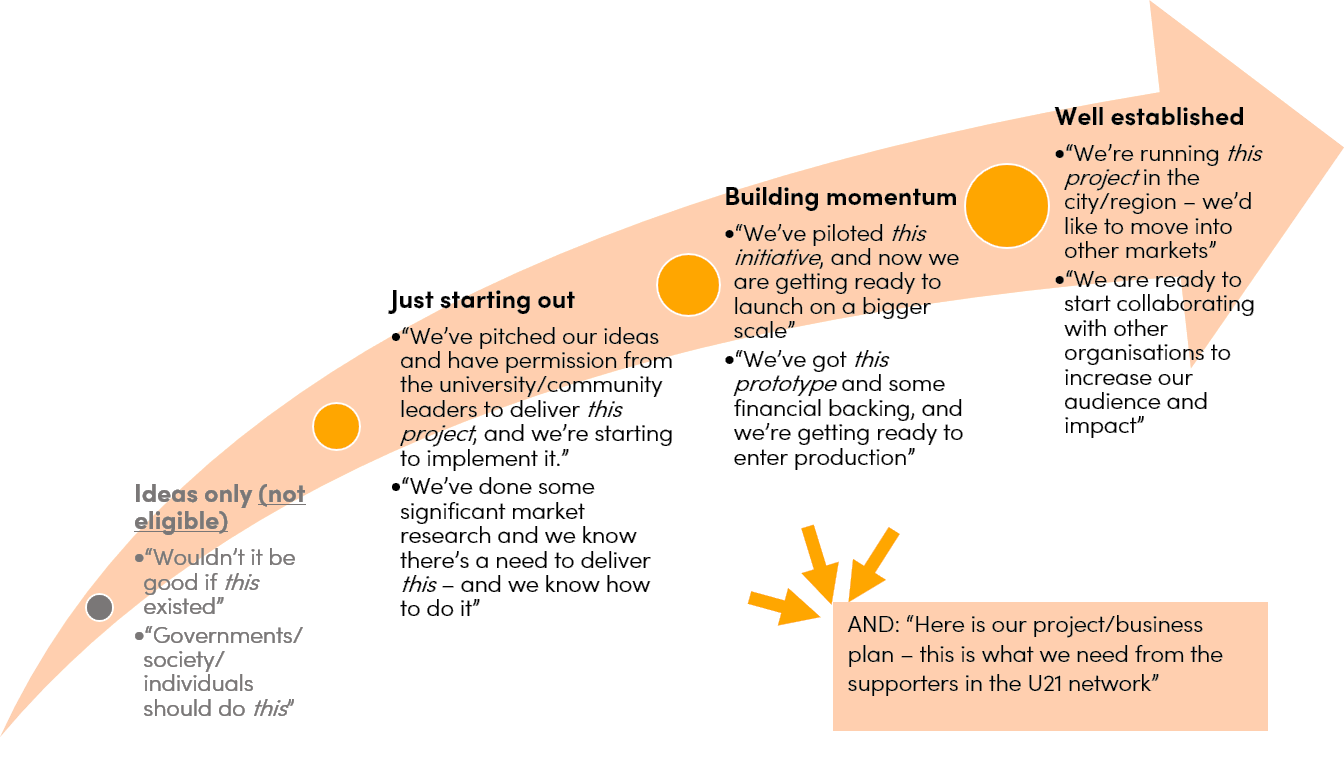 Ideas only (not
eligible)
•“Wouldn’t it be
good if this
existed”
•“Governments/
society/
individuals
should do this”
Just starting out
•“We’ve pitched our ideas
and have permission from
the university/community
leaders to deliver this
project, and we’re starting
to implement it.”
•“We’ve done some
significant market
research and we know
there’s a need to deliver
this – and we know how
to do it”
Building momentum
•“We’ve piloted this
initiative, and now we
are getting ready to
launch on a bigger
scale”
•“We’ve got this
prototype and some
financial backing, and
we’re getting ready to
enter production”
Well established
•“We’re running this
project in the
city/region – we’d
like to move into
other markets”
•“We are ready to
start collaborating
with other
organisations to
increase our
audience and
impact”
AND: “Here is our project/business
plan – this is what we need from the
supporters in the U21 network”